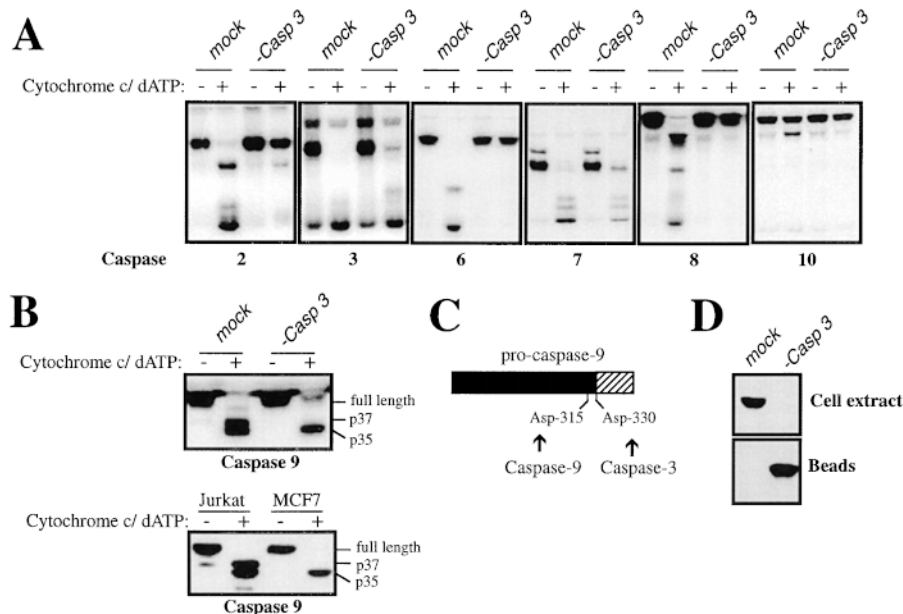 A
mock -Casp 3 mock -Casp 3 mock -Casp 3 mock -Casp 3 mock -Casp 3 mock -Casp 3
Cytochrome c/ dATP: - + - + - + - + - + - + - + - + - + - + - + - +
Caspase 2 3 6 7 8 10
B
mock -Casp 3
Cytochrome c/ dATP: - + - +
full length
p37
p35
Caspase 9
Jurkat MCF7
Cytochrome c/ dATP: - + - +
full length
p37
p35
Caspase 9
C
pro-caspase-9
Asp-315 Asp-330
Caspase-9 Caspase-3
D
mock -Casp 3
Cell extract
Beads